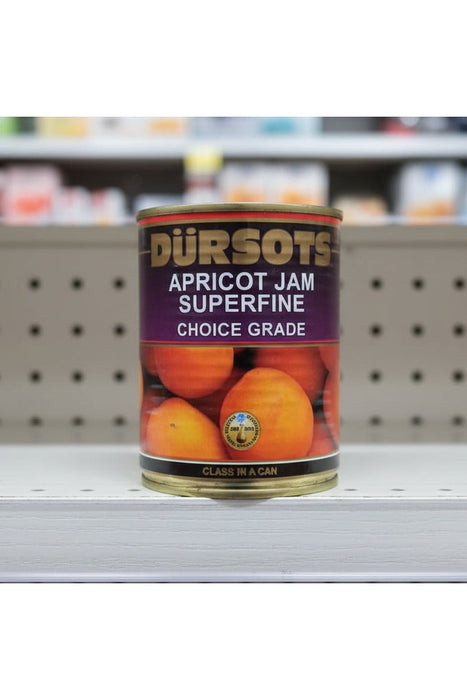 DÜRSOTS
APRICOT JAM
SUPERFINE
CHOICE GRADE
CLASS IN A CAN